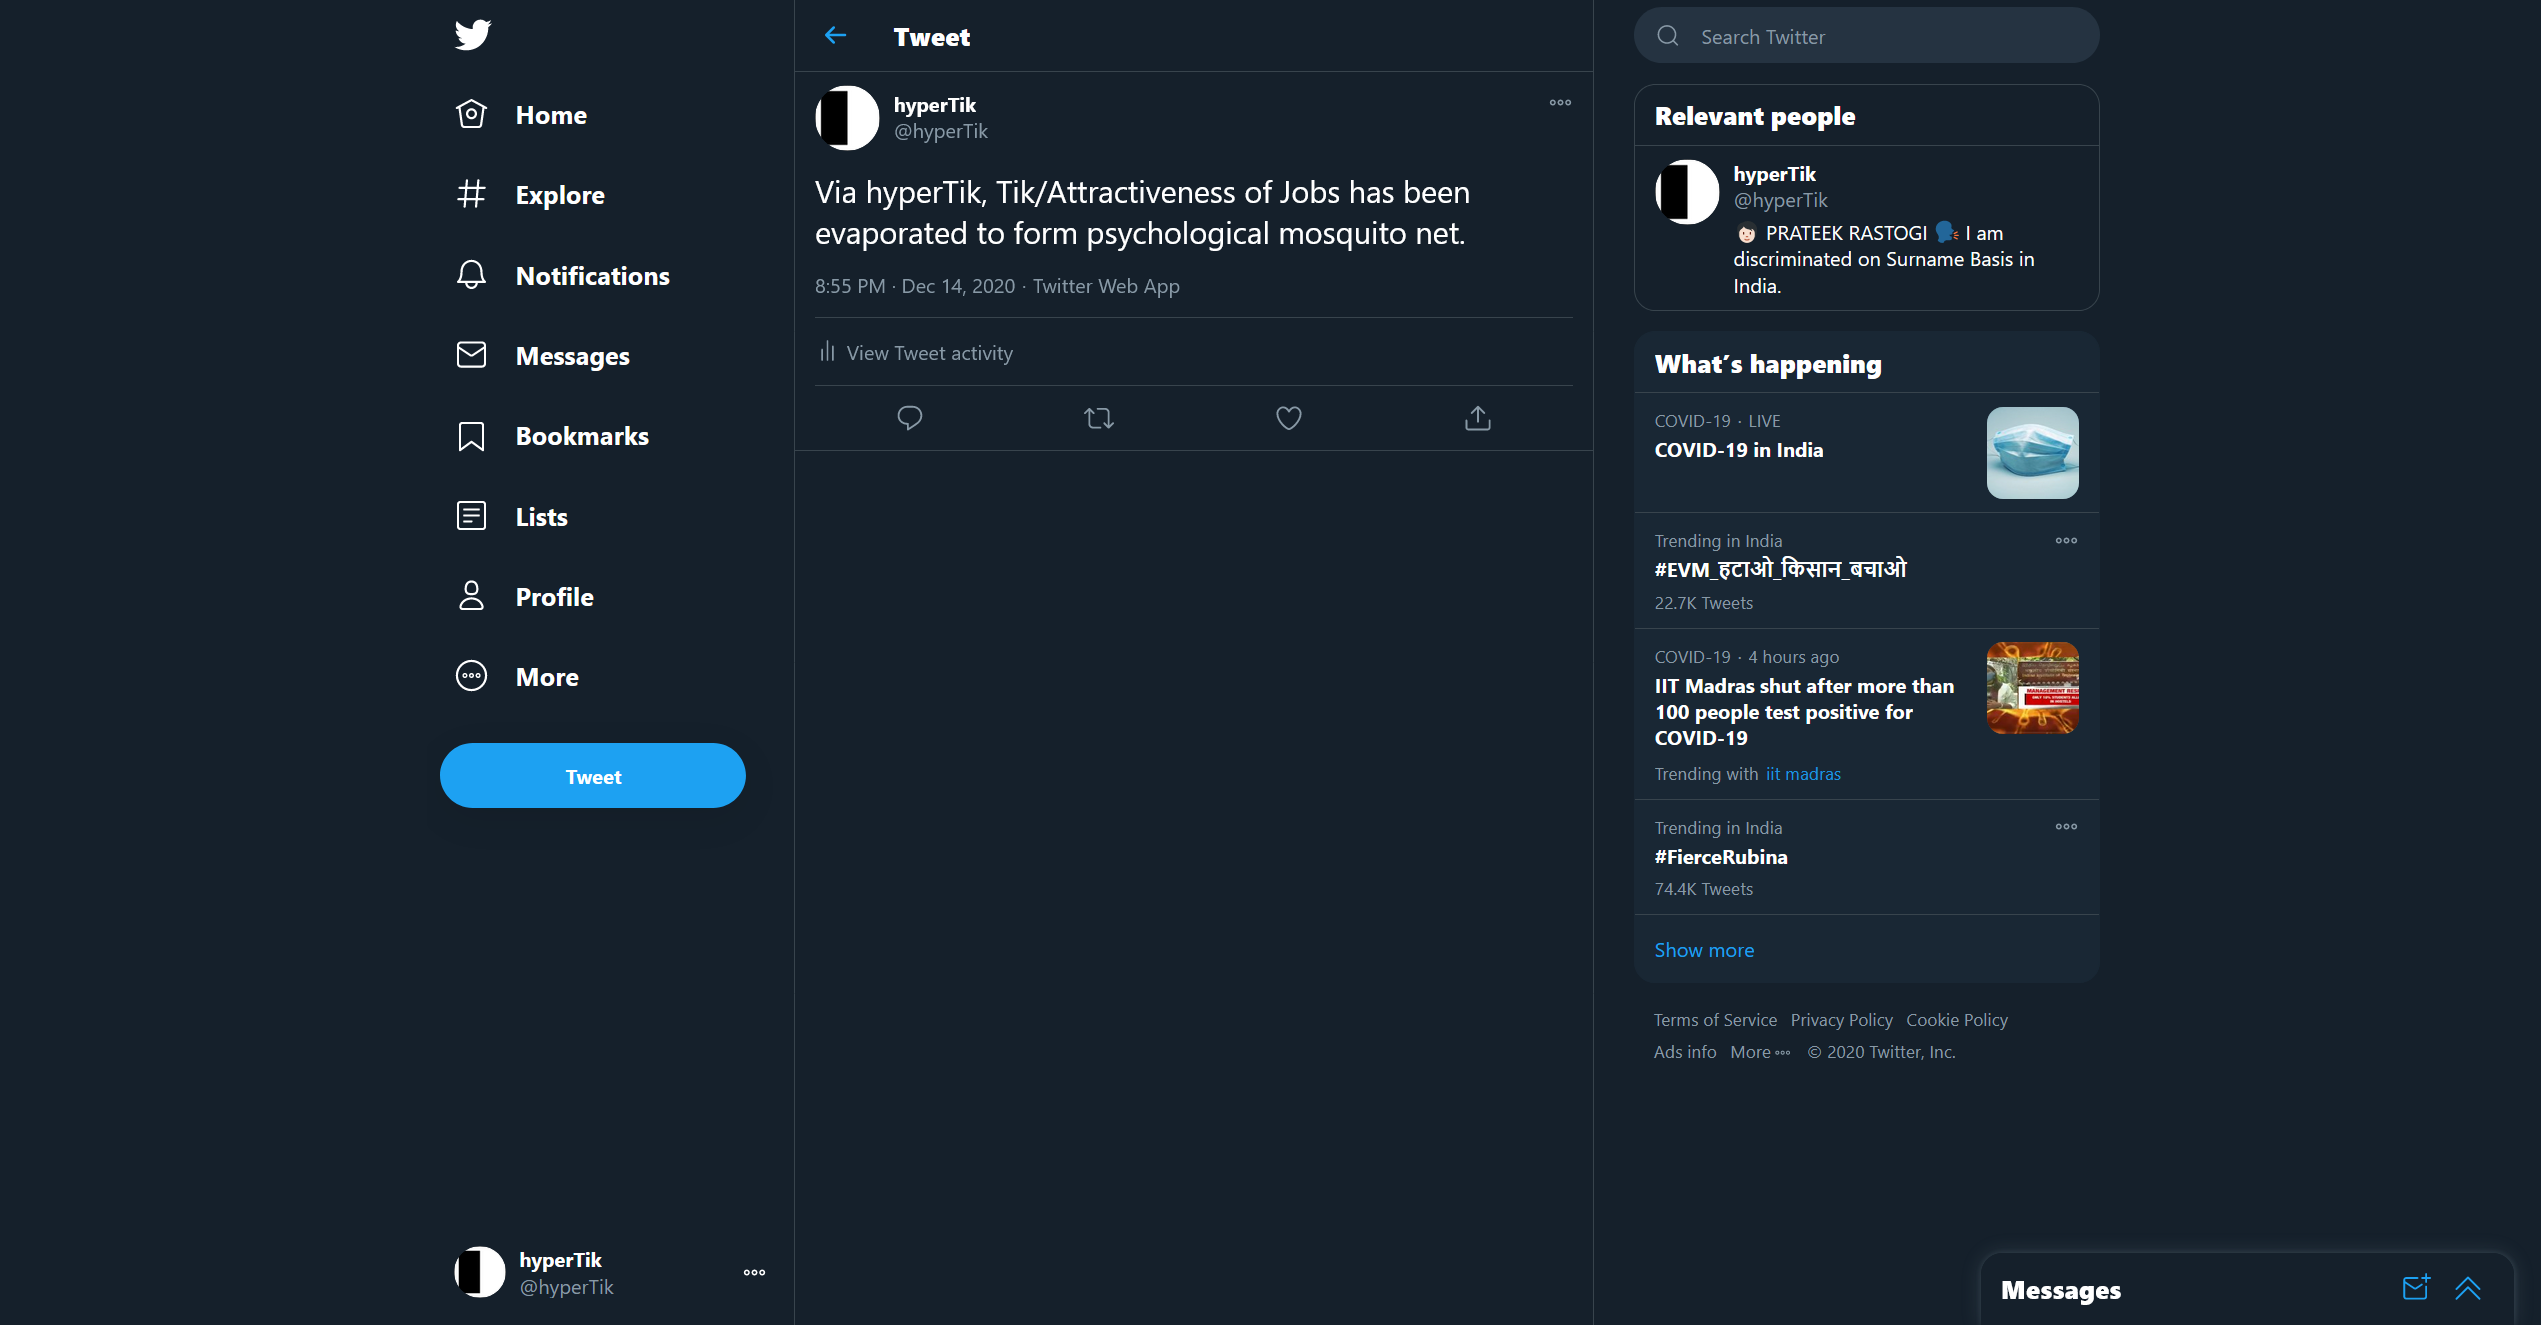 Home
Explore
Notifications
Messages
Bookmarks
Lists
Profile
More
Tweet
hyperTik
@hyperTik
Tweet
hyperTik
@hyperTik
Via hyperTik, Tik/Attractiveness of Jobs has been
evaporated to form psychological mosquito net.
8:55 PM · Dec 14, 2020 · Twitter Web App
View Tweet activity
Search Twitter
Relevant people
hyperTik
@hyperTik
PRATEEK RASTOGI I am
discriminated on Surname Basis in
India.
What's happening
COVID-19 · LIVE
COVID-19 in India
Trending in India
#EVM_हटाओ_किसान_बचाओ
22.7K Tweets
COVID-19 · 4 hours ago
IIT Madras shut after more than
100 people test positive for
COVID-19
MANAGEMENT RES
Trending with iit madras
Trending in India
#FierceRubina
74.4K Tweets
Show more
Terms of Service Privacy Policy Cookie Policy
Ads info More © 2020 Twitter, Inc.
Messages